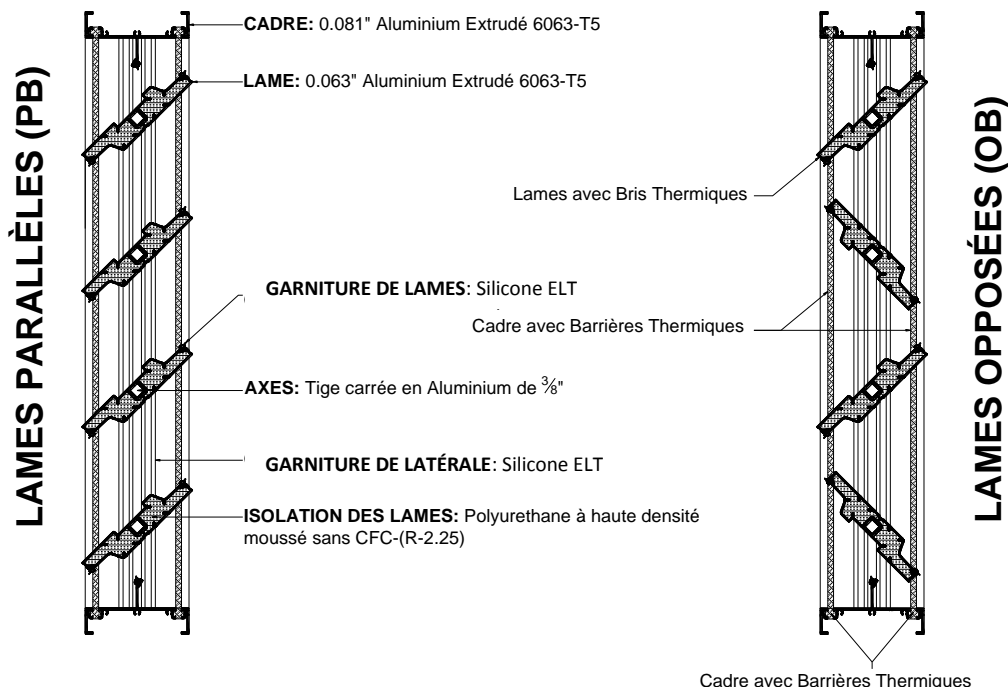 LAMES PARALLÈLES (PB)
CADRE: 0.081" Aluminium Extrudé 6063-T5
LAME: 0.063" Aluminium Extrudé 6063-T5
Lames avec Bris Thermiques
GARNITURE DE LAMES: Silicone ELT
Cadre avec Barrières Thermiques
AXES: Tige carrée en Aluminium de ⅜"
GARNITURE DE LATÉRALE: Silicone ELT
ISOLATION DES LAMES: Polyurethane à haute densité
moussé sans CFC-(R-2.25)
LAMES OPPOSÉES (OB)
Cadre avec Barrières Thermiques